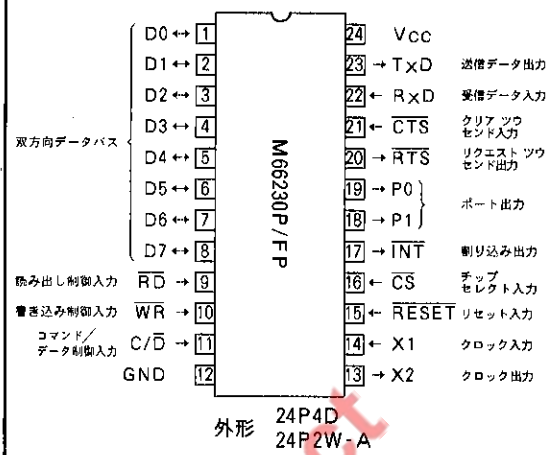 D0 ↔ 1
D1 ↔ 2
D2 ↔ 3
D3 ↔ 4
D4 ↔ 5
D5 ↔ 6
D6 ↔ 7
D7 ↔ 8
双方向データバス
読み出し制御入力 RD → 9
書き込み制御入力 WR → 10
コマンド/
データ制御入力 C/D → 11
GND 12
M66230P/FP
24 Vcc
23 → TxD 送信データ出力
22 ← RxD 受信データ入力
21 ← CTS クリア ツウ
センド入力
20 → RTS リクエスト ツウ
センド出力
19 → P0
18 → P1
ポート出力
17 → INT 割り込み出力
16 ← CS チップ
セレクト入力
15 ← RESET リセット入力
14 ← X1 クロック入力
13 → X2 クロック出力
外形 24P4D
24P2W-A
ct